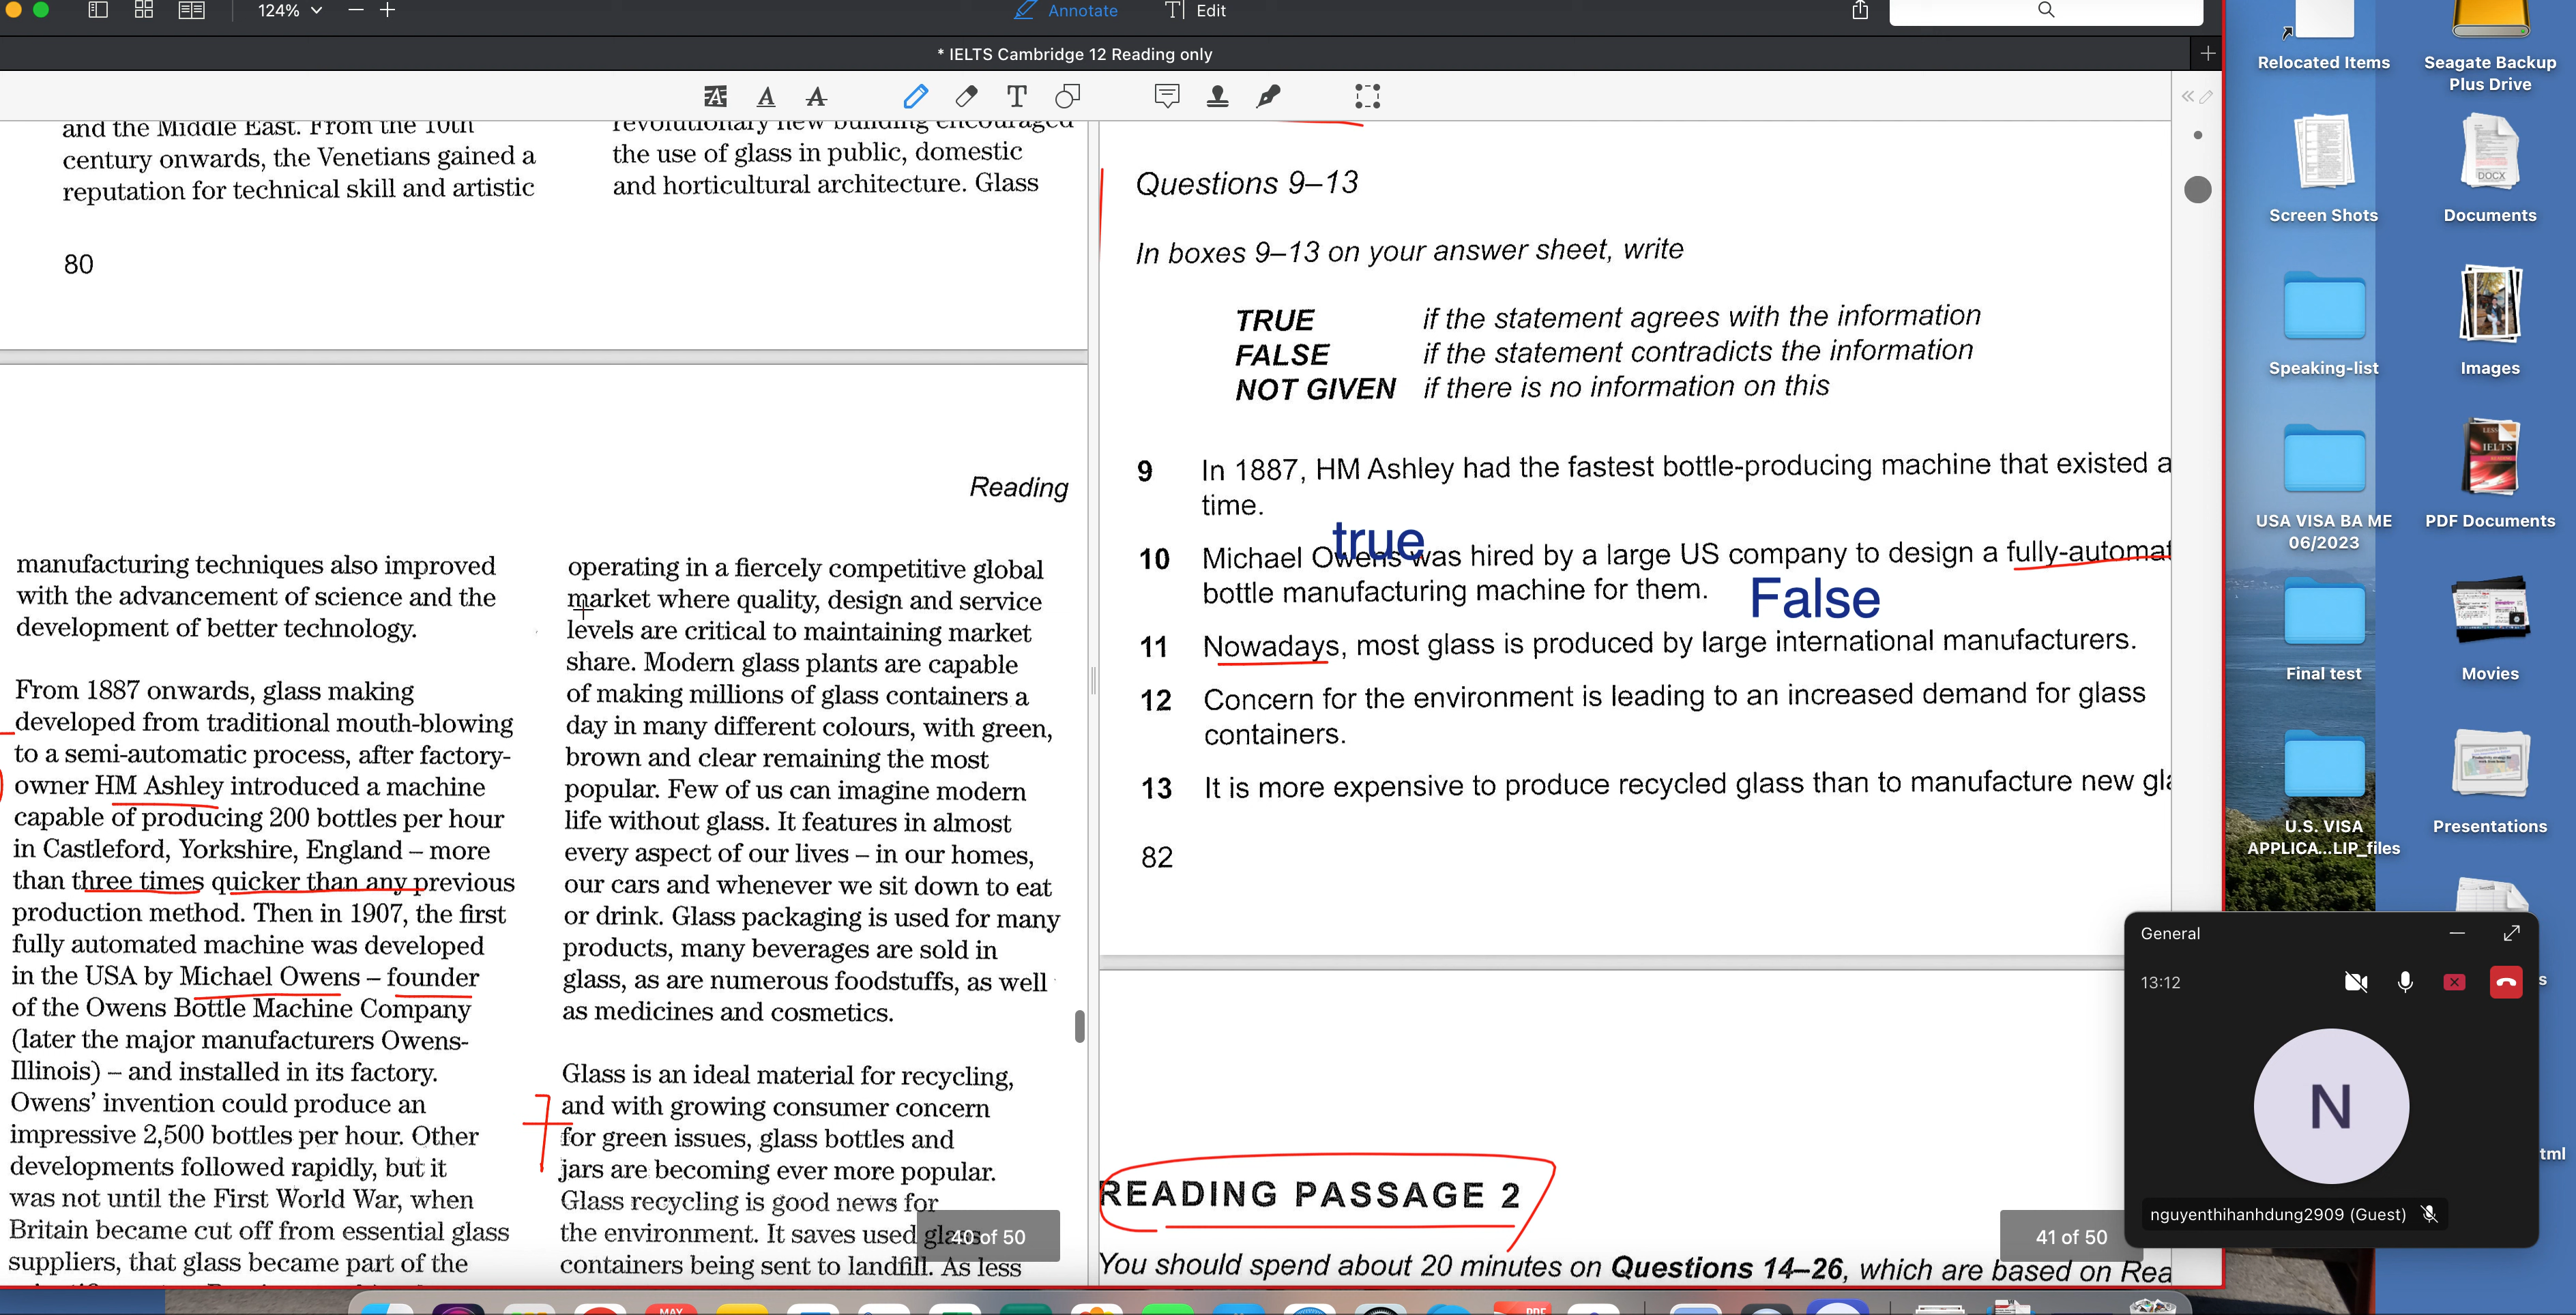 124%
Annotate
Edit
* IELTS Cambridge 12 Reading only
and the Middle East. From the 10th
century onwards, the Venetians gained a
reputation for technical skill and artistic
80
revolutionary new building encouraged
the use of glass in public, domestic
and horticultural architecture. Glass
Reading
manufacturing techniques also improved
with the advancement of science and the
development of better technology.
From 1887 onwards, glass making
developed from traditional mouth-blowing
to a semi-automatic process, after factory-
owner HM Ashley introduced a machine
capable of producing 200 bottles per hour
in Castleford, Yorkshire, England – more
than three times quicker than any previous
production method. Then in 1907, the first
fully automated machine was developed
in the USA by Michael Owens – founder
of the Owens Bottle Machine Company
(later the major manufacturers Owens-
Illinois) – and installed in its factory.
Owens' invention could produce an
impressive 2,500 bottles per hour. Other
developments followed rapidly, but it
was not until the First World War, when
Britain became cut off from essential glass
suppliers, that glass became part of the
operating in a fiercely competitive global
market where quality, design and service
levels are critical to maintaining market
share. Modern glass plants are capable
of making millions of glass containers a
day in many different colours, with green,
brown and clear remaining the most
popular. Few of us can imagine modern
life without glass. It features in almost
every aspect of our lives – in our homes,
our cars and whenever we sit down to eat
or drink. Glass packaging is used for many
products, many beverages are sold in
glass, as are numerous foodstuffs, as well
as medicines and cosmetics.
Glass is an ideal material for recycling,
and with growing consumer concern
for green issues, glass bottles and
jars are becoming ever more popular.
Glass recycling is good news for
the environment. It saves used glass
containers being sent to landfill. As less
40 of 50
Questions 9–13
In boxes 9–13 on your answer sheet, write
TRUE if the statement agrees with the information
FALSE if the statement contradicts the information
NOT GIVEN if there is no information on this
9 In 1887, HM Ashley had the fastest bottle-producing machine that existed a
time.
true
10 Michael Owens was hired by a large US company to design a fully-automat
bottle manufacturing machine for them.
False
11 Nowadays, most glass is produced by large international manufacturers.
12 Concern for the environment is leading to an increased demand for glass
containers.
13 It is more expensive to produce recycled glass than to manufacture new gla
82
READING PASSAGE 2
You should spend about 20 minutes on Questions 14–26, which are based on Rea
41 of 50
Relocated Items
Seagate Backup
Plus Drive
Screen Shots
DOCX
Documents
Speaking-list
Images
USA VISA BA ME
06/2023
IELTS
PDF Documents
Final test
Movies
U.S. VISA
APPLICA...LIP_files
Presentations
s
tml
General
13:12
N
nguyenthihanhdung2909 (Guest)
MAY
PDF